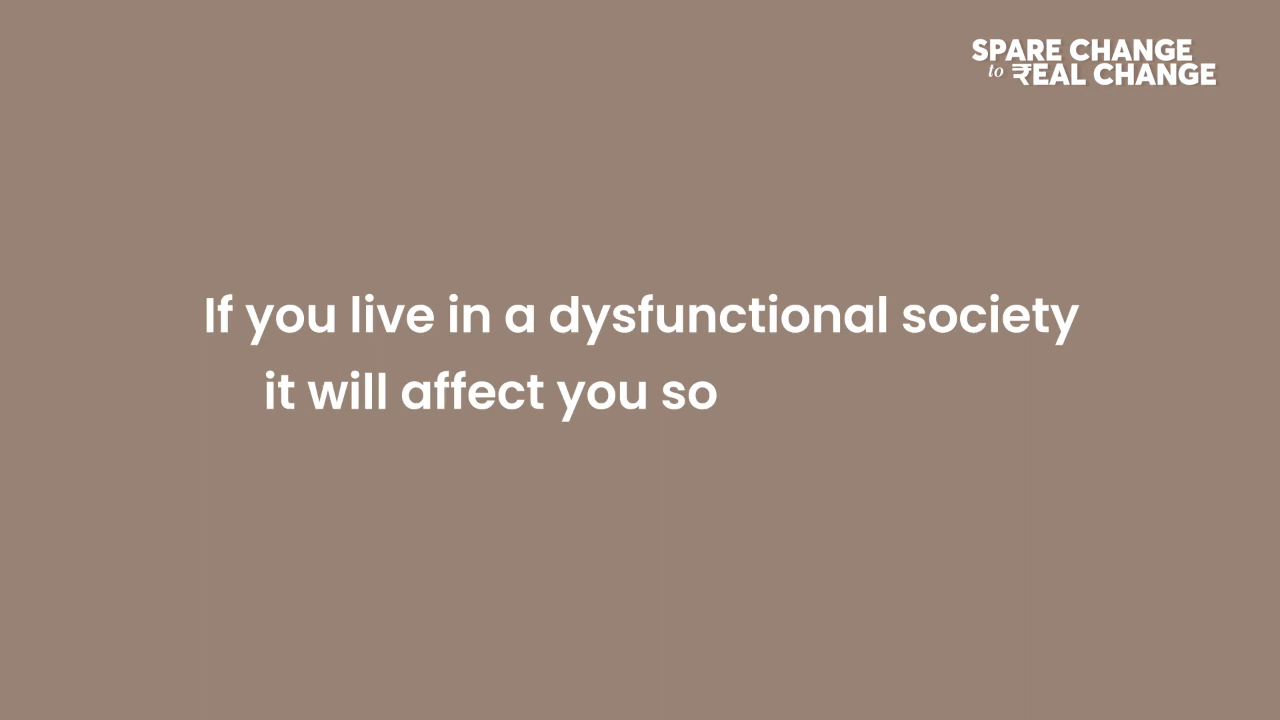 SPARE CHANGE
to ₹EAL CHANGE
If you live in a dysfunctional society
it will affect you so